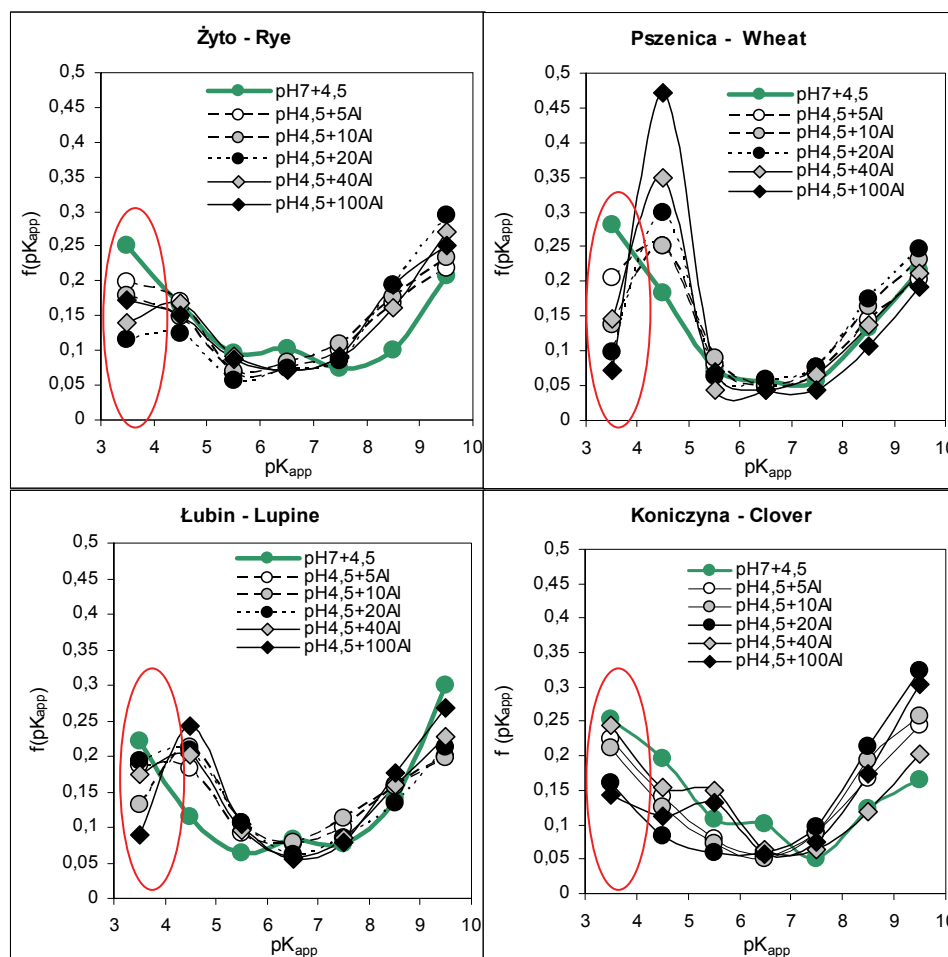 Żyto - Rye
0,5
0,45
0,4
0,35
0,3
0,25
0,2
0,15
0,1
0,05
0
f(pKapp)
pH7+4,5
pH4,5+5Al
pH4,5+10Al
pH4,5+20Al
pH4,5+40Al
pH4,5+100Al
3 4 5 6 7 8 9 10
pKapp
Pszenica - Wheat
0,5
0,45
0,4
0,35
0,3
0,25
0,2
0,15
0,1
0,05
0
f(pKapp)
pH7+4,5
pH4,5+5Al
pH4,5+10Al
pH4,5+20Al
pH4,5+40Al
pH4,5+100Al
3 4 5 6 7 8 9 10
pKapp
Łubin - Lupine
0,5
0,45
0,4
0,35
0,3
0,25
0,2
0,15
0,1
0,05
0
f(pKapp)
pH7+4,5
pH4,5+5Al
pH4,5+10Al
pH4,5+20Al
pH4,5+40Al
pH4,5+100Al
3 4 5 6 7 8 9 10
pKapp
Koniczyna - Clover
0,5
0,45
0,4
0,35
0,3
0,25
0,2
0,15
0,1
0,05
0
f (pKapp)
pH7+4,5
pH4,5+5Al
pH4,5+10Al
pH4,5+20Al
pH4,5+40Al
pH4,5+100Al
3 4 5 6 7 8 9 10
pKapp